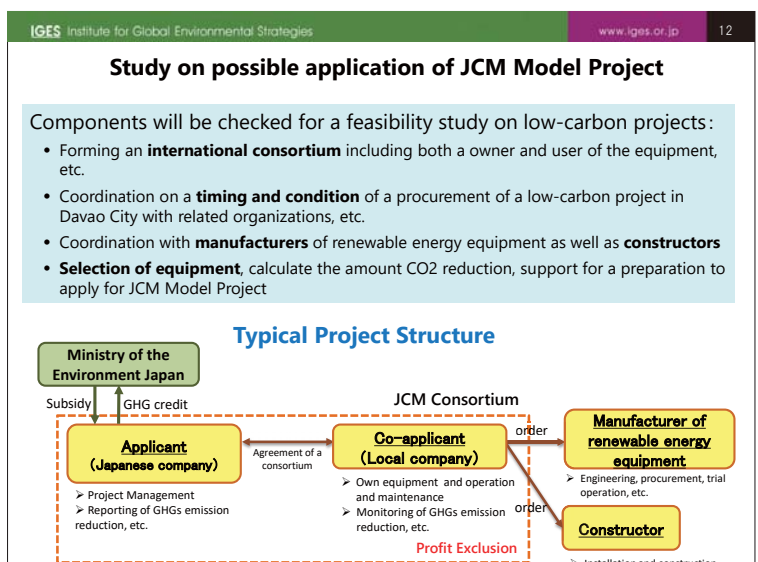 IGES Institute for Global Environmental Strategies
www.iges.or.jp
12
Study on possible application of JCM Model Project
Components will be checked for a feasibility study on low-carbon projects:
• Forming an international consortium including both a owner and user of the equipment,
etc.
• Coordination on a timing and condition of a procurement of a low-carbon project in
Davao City with related organizations, etc.
• Coordination with manufacturers of renewable energy equipment as well as constructors
• Selection of equipment, calculate the amount CO2 reduction, support for a preparation to
apply for JCM Model Project
Typical Project Structure
Ministry of the
Environment Japan
Subsidy
GHG credit
JCM Consortium
Applicant
(Japanese company)
Agreement of a
consortium
Co-applicant
(Local company)
order
Manufacturer of
renewable energy
equipment
➢ Project Management
➢ Reporting of GHGs emission
reduction, etc.
➢ Own equipment and operation
and maintenance
➢ Monitoring of GHGs emission
reduction, etc.
➢ Engineering, procurement, trial
operation, etc.
order
Constructor
Profit Exclusion
➢ Installation and construction